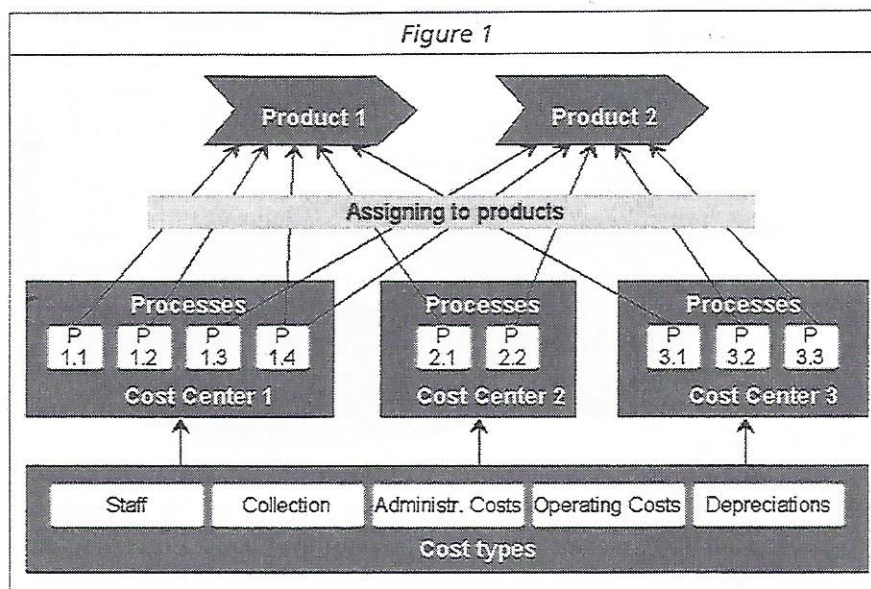 Figure 1
Product 1 Product 2
Assigning to products
Processes Processes Processes
P 1.1 P 1.2 P 1.3 P 1.4 P 2.1 P 2.2 P 3.1 P 3.2 P 3.3
Cost Center 1 Cost Center 2 Cost Center 3
Staff Collection Administr. Costs Operating Costs Depreciations
Cost types